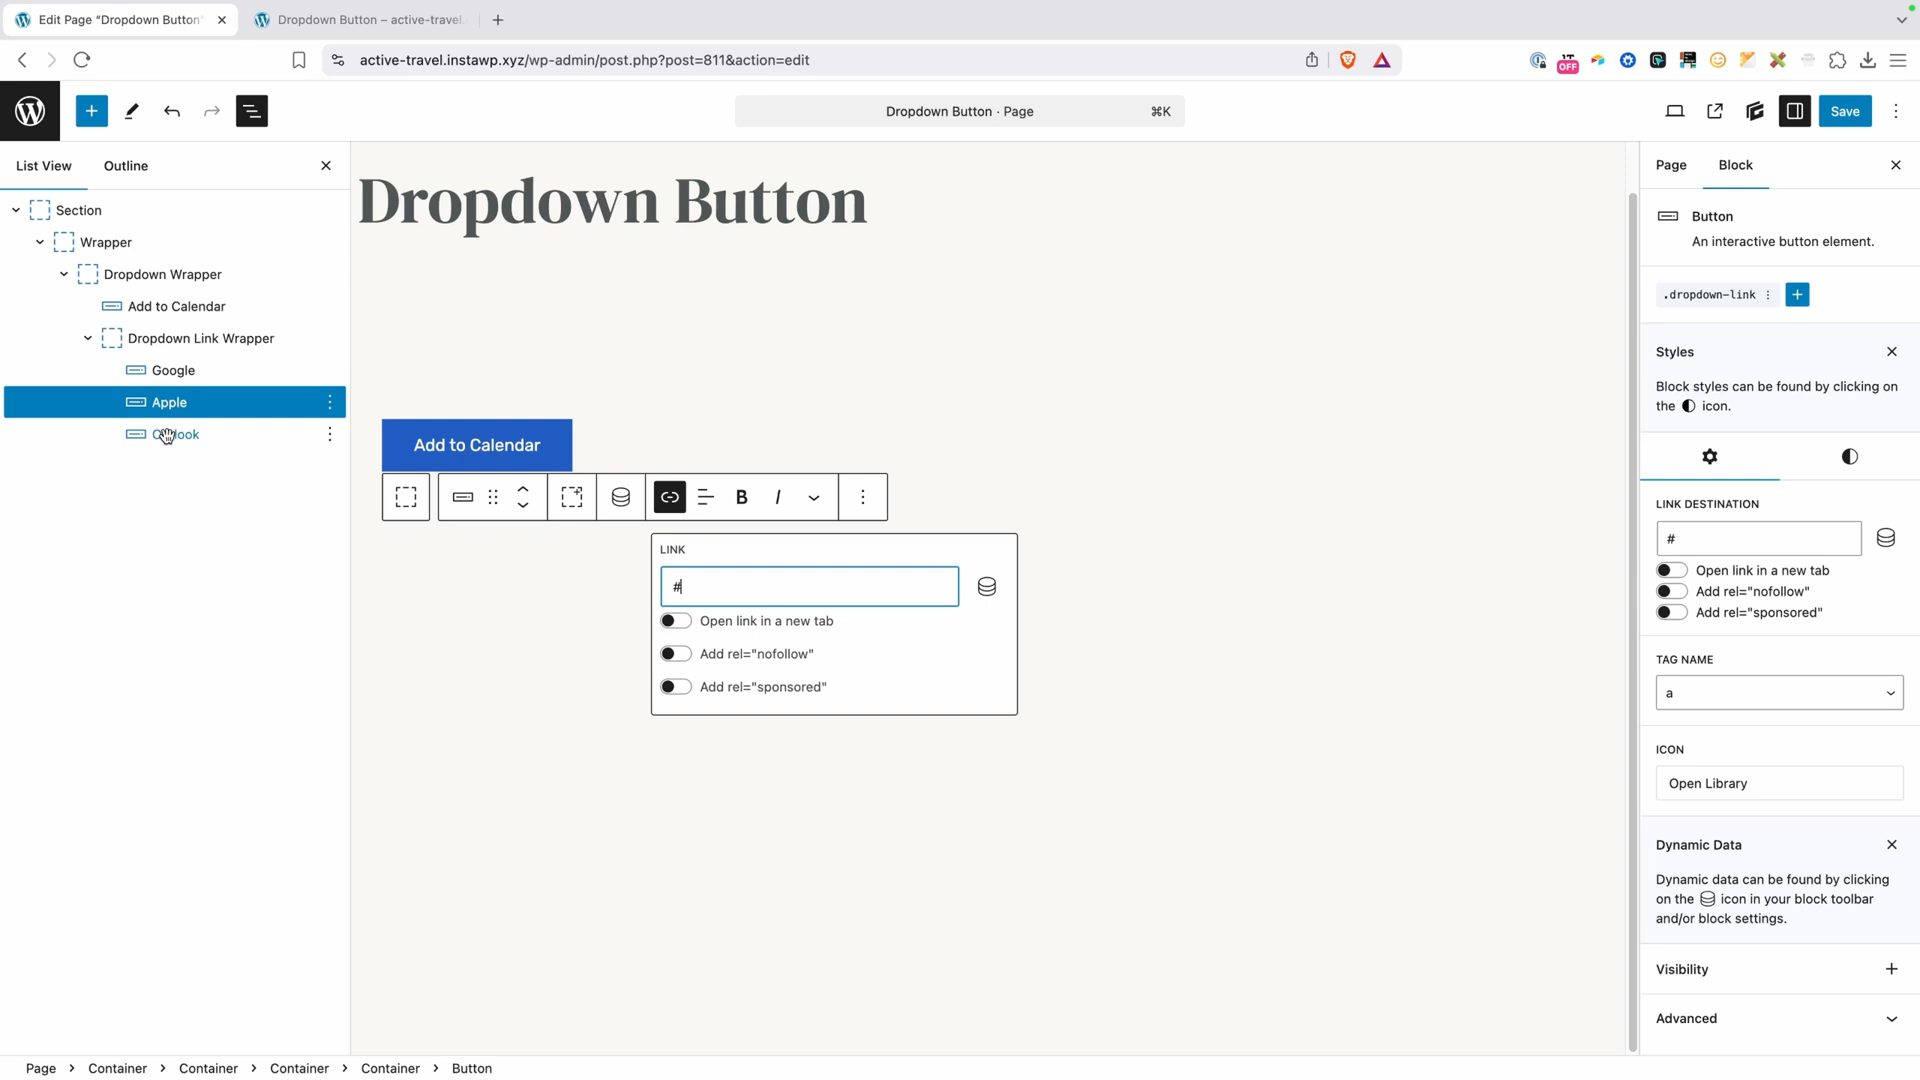 Edit Page "Dropdown Button"
Dropdown Button – active-travel.
active-travel.instawp.xyz/wp-admin/post.php?post=811&action=edit
OFF
Dropdown Button · Page
⌘K
Save
List View
Outline
Section
Wrapper
Dropdown Wrapper
Add to Calendar
Dropdown Link Wrapper
Google
Apple
Dropdown Button
Add to Calendar
B
I
LINK
#
Open link in a new tab
Add rel="nofollow"
Add rel="sponsored"
Page
Block
Button
An interactive button element.
.dropdown-link
Styles
Block styles can be found by clicking on
the icon.
LINK DESTINATION
#
Open link in a new tab
Add rel="nofollow"
Add rel="sponsored"
TAG NAME
a
ICON
Open Library
Dynamic Data
Dynamic data can be found by clicking
on the icon in your block toolbar
and/or block settings.
Visibility
Advanced
Page
Container
Container
Container
Container
Button